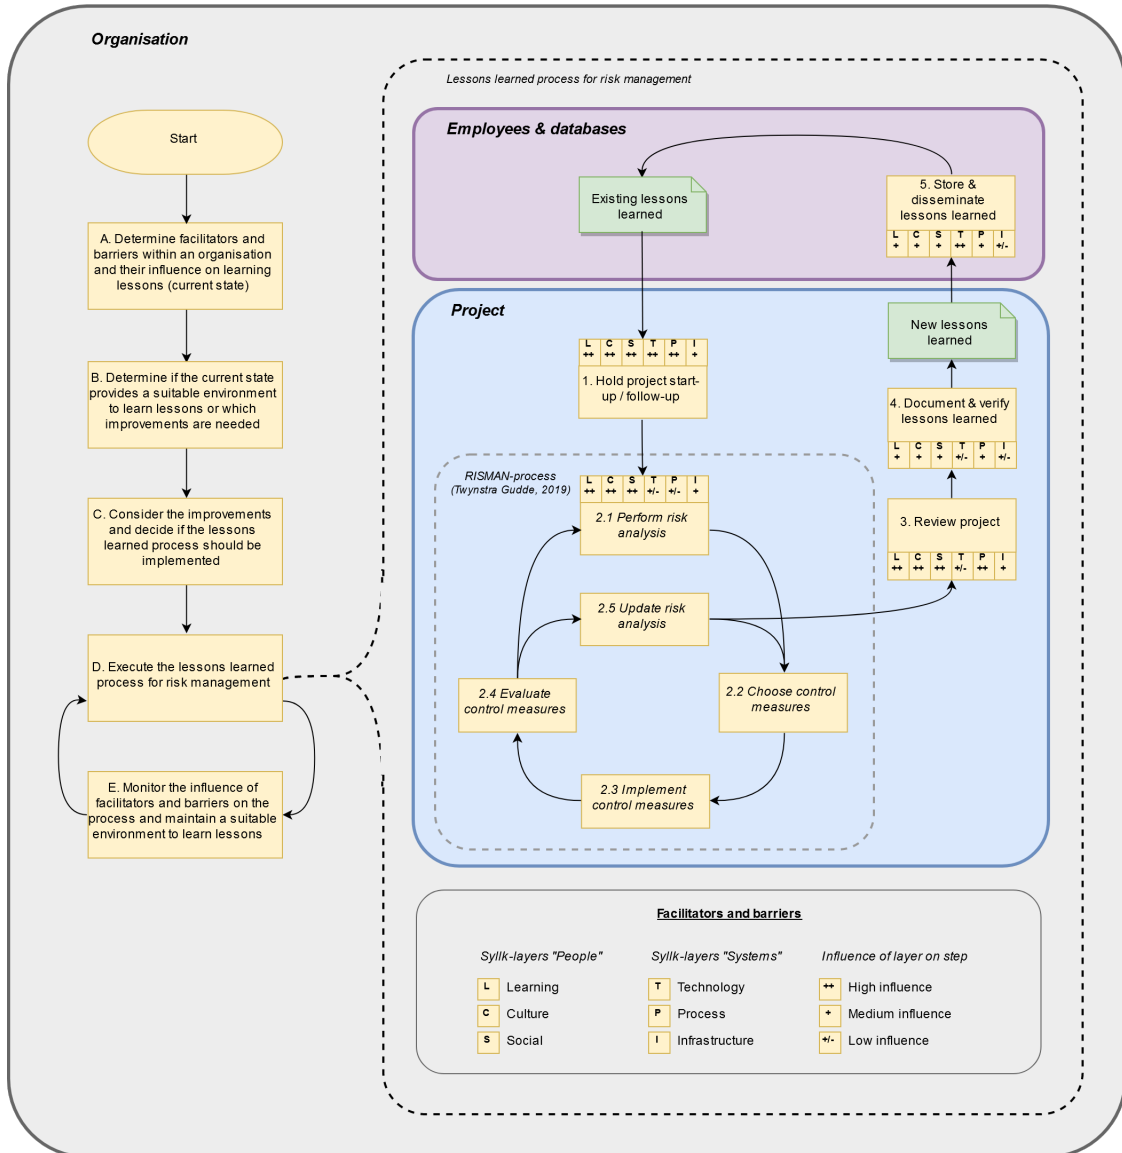 Organisation
Start
A. Determine facilitators and
barriers within an organisation
and their influence on learning
lessons (current state)
B. Determine if the current state
provides a suitable environment
to learn lessons or which
improvements are needed
C. Consider the improvements
and decide if the lessons
learned process should be
implemented
D. Execute the lessons learned
process for risk management
E. Monitor the influence of
facilitators and barriers on the
process and maintain a suitable
environment to learn lessons
Lessons learned process for risk management
Employees & databases
Existing lessons
learned
5. Store &
disseminate
lessons learned
L C S T P I
+ + + ++ + +/-
Project
New lessons
learned
L C S T P I
++ ++ ++ ++ ++ +
1. Hold project start-
up / follow-up
4. Document & verify
lessons learned
L C S T P I
+ + + +/- + +/-
RISMAN-process
(Twynstra Gudde, 2019)
L C S T P I
++ ++ ++ +/- +/- +
2.1 Perform risk
analysis
3. Review project
L C S T P I
++ ++ ++ +/- ++ +
2.5 Update risk
analysis
2.4 Evaluate
control measures
2.2 Choose control
measures
2.3 Implement
control measures
Facilitators and barriers
Syllk-layers "People"
L Learning
C Culture
S Social
Syllk-layers "Systems"
T Technology
P Process
I Infrastructure
Influence of layer on step
++ High influence
+ Medium influence
+/- Low influence